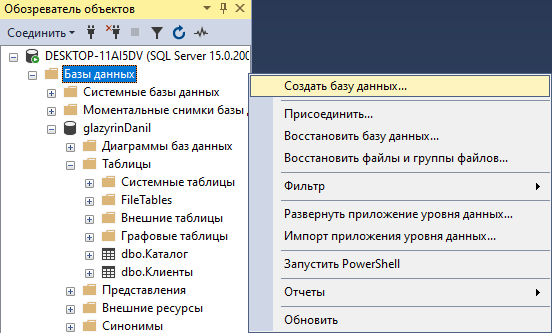 Обозреватель объектов
Соединить
DESKTOP-11AI5DV (SQL Server 15.0.200
Базы данных
Системные базы данных
Моментальные снимки базы
glazyrinDanil
Диаграммы баз данных
Таблицы
Системные таблицы
FileTables
Внешние таблицы
Графовые таблицы
dbo.Каталог
dbo.Клиенты
Представления
Внешние ресурсы
Синонимы
Создать базу данных...
Присоединить...
Восстановить базу данных...
Восстановить файлы и группы файлов...
Фильтр
Развернуть приложение уровня данных...
Импорт приложения уровня данных...
Запустить PowerShell
Отчеты
Обновить